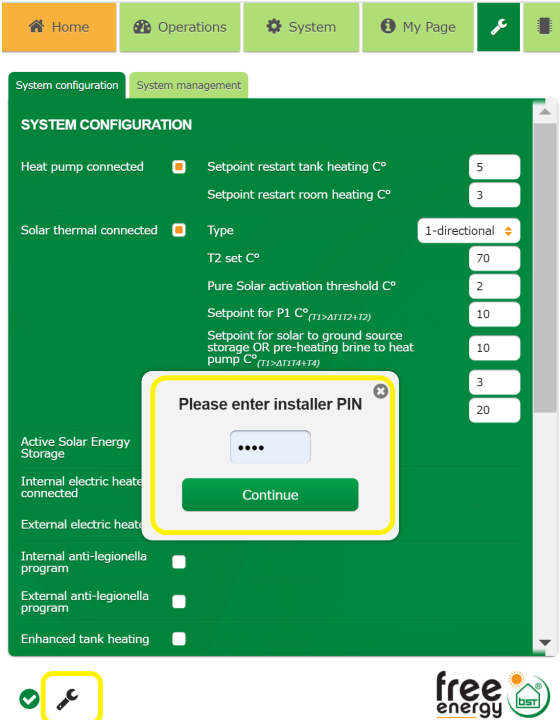 Home
Operations
System
My Page
System configuration
System management
SYSTEM CONFIGURATION
Heat pump connected
Setpoint restart tank heating C°
5
Setpoint restart room heating C°
3
Solar thermal connected
Type
1-directional
T2 set C°
70
Pure Solar activation threshold C°
2
Setpoint for P1 C°(T1>ΔT1T2+T2)
10
Setpoint for solar to ground source
storage OR pre-heating brine to heat
pump C°(T1>ΔT1T4+T4)
10
3
20
Please enter installer PIN
••••
Continue
Active Solar Energy
Storage
Internal electric heate
connected
External electric heate
Internal anti-legionella
program
External anti-legionella
program
Enhanced tank heating
free
energy
BST®